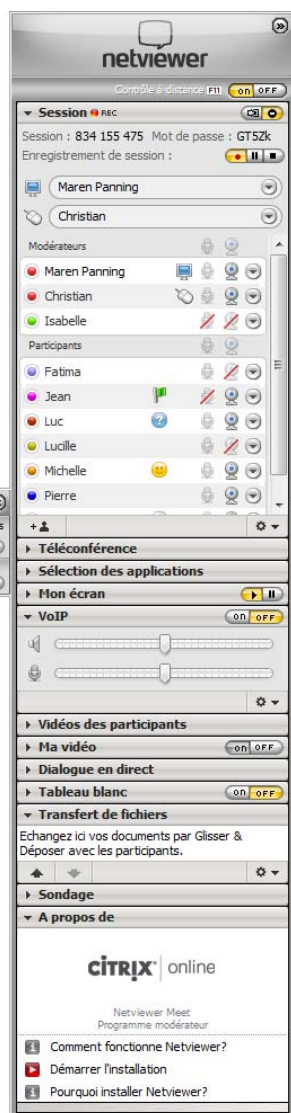 netviewer
Contrôle à distance F11 on OFF
Session REC
Session : 834 155 475 Mot de passe : GT5Zk
Enregistrement de session :
Maren Panning
Christian
Modérateurs
Maren Panning
Christian
Isabelle
Participants
Fatima
Jean
Luc
Lucille
Michelle
Pierre
Téléconférence
Sélection des applications
Mon écran
VoIP on OFF
Vidéos des participants
Ma vidéo on OFF
Dialogue en direct
Tableau blanc on OFF
Transfert de fichiers
Echangez ici vos documents par Glisser &
Déposer avec les participants.
Sondage
A propos de
CITRIX online
Netviewer Meet
Programme modérateur
Comment fonctionne Netviewer?
Démarrer l'installation
Pourquoi installer Netviewer?